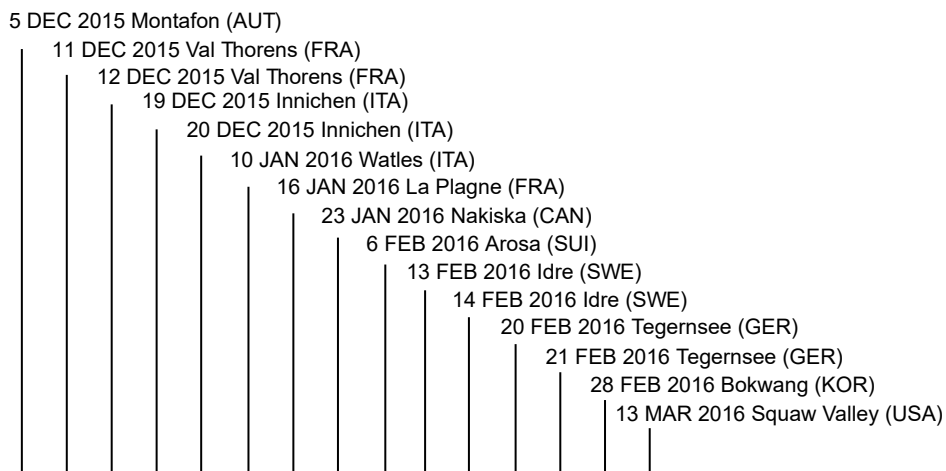 5 DEC 2015 Montafon (AUT)
11 DEC 2015 Val Thorens (FRA)
12 DEC 2015 Val Thorens (FRA)
19 DEC 2015 Innichen (ITA)
20 DEC 2015 Innichen (ITA)
10 JAN 2016 Watles (ITA)
16 JAN 2016 La Plagne (FRA)
23 JAN 2016 Nakiska (CAN)
6 FEB 2016 Arosa (SUI)
13 FEB 2016 Idre (SWE)
14 FEB 2016 Idre (SWE)
20 FEB 2016 Tegernsee (GER)
21 FEB 2016 Tegernsee (GER)
28 FEB 2016 Bokwang (KOR)
13 MAR 2016 Squaw Valley (USA)